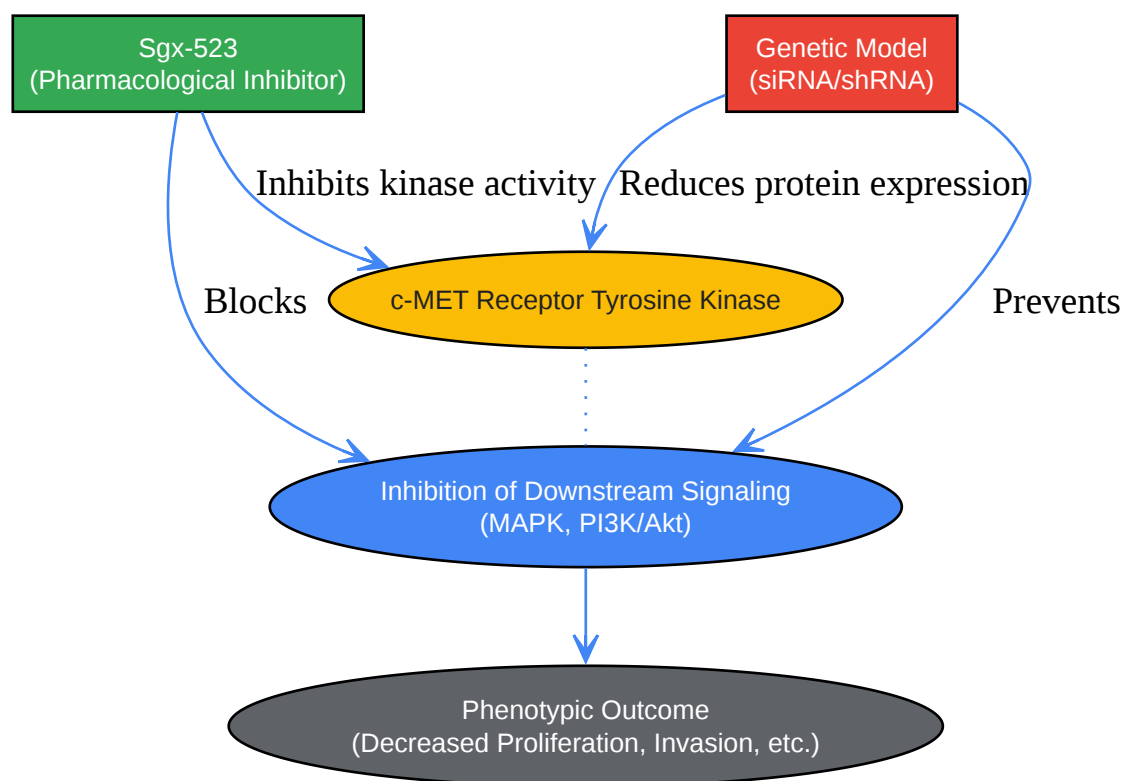 Sgx-523
(Pharmacological Inhibitor)
Genetic Model
(siRNA/shRNA)
Inhibits kinase activity
Reduces protein expression
Blocks
c-MET Receptor Tyrosine Kinase
Prevents
Inhibition of Downstream Signaling
(MAPK, PI3K/Akt)
Phenotypic Outcome
(Decreased Proliferation, Invasion, etc.)